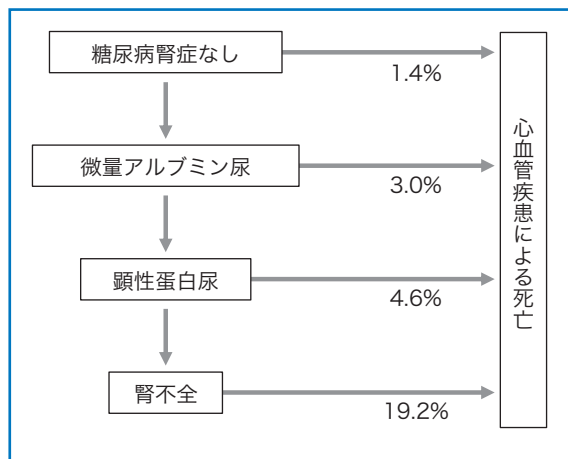 糖尿病腎症なし
1.4%
微量アルブミン尿
3.0%
顕性蛋白尿
4.6%
腎不全
19.2%
心血管疾患による死亡